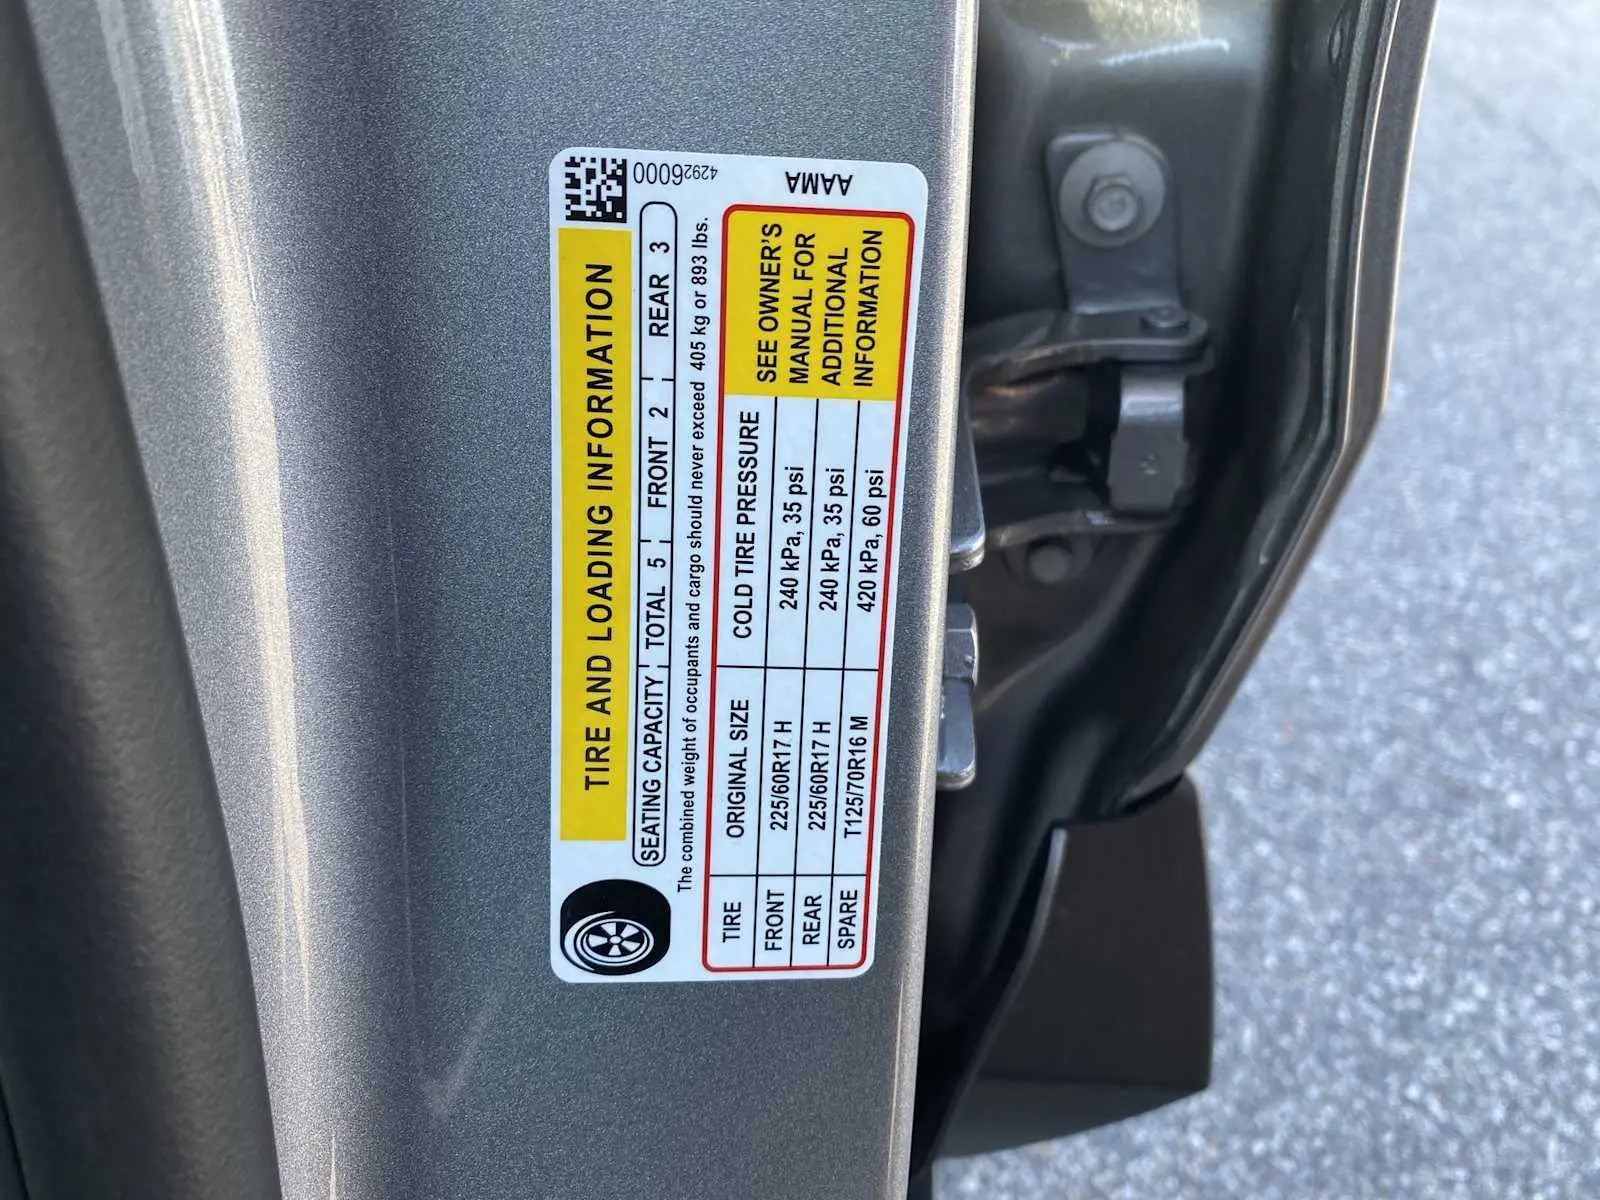 TIRE AND LOADING INFORMATION
SEATING CAPACITY TOTAL 5 FRONT 2 REAR 3
The combined weight of occupants and cargo should never exceed 405 kg or 893 lbs.
TIRE ORIGINAL SIZE COLD TIRE PRESSURE
FRONT 225/60R17 H 240 kPa, 35 psi
REAR 225/60R17 H 240 kPa, 35 psi
SPARE T125/70R16 M 420 kPa, 60 psi
SEE OWNER'S
MANUAL FOR
ADDITIONAL
INFORMATION
42926000
AAMA